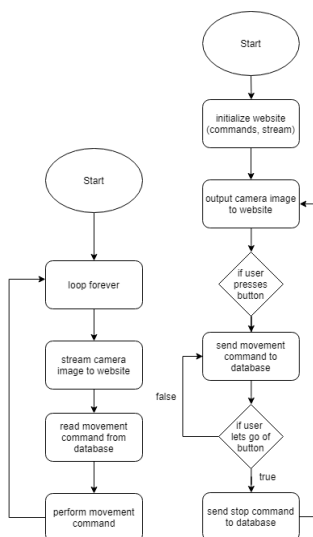 Start
loop forever
stream camera
image to website
read movement
command from
database
perform movement
command
Start
initialize website
(commands, stream)
output camera image
to website
if user
presses
button
send movement
command to
database
false
if user
lets go of
button
true
send stop command
to database